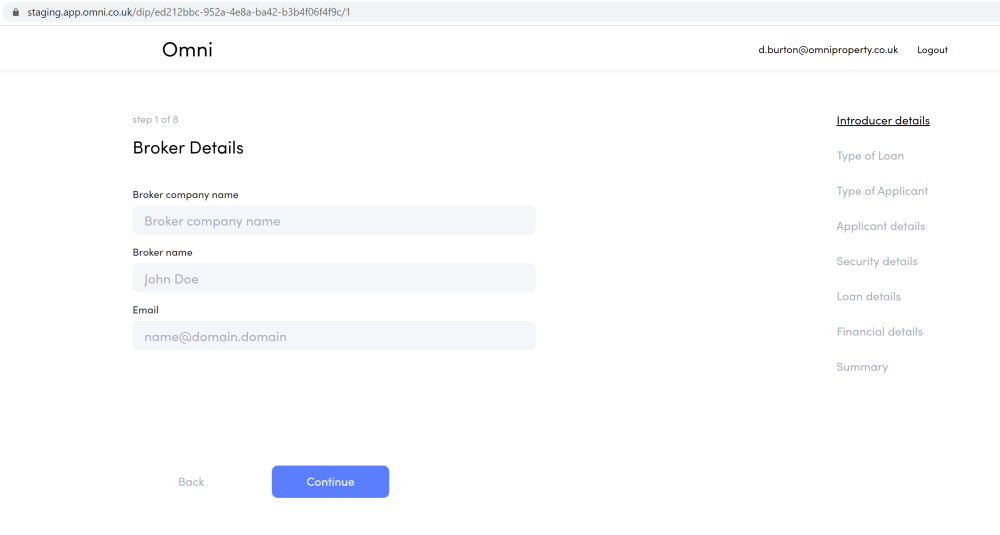 staging.app.omni.co.uk/dip/ed212bbc-952a-4e8a-ba42-b3b4f06f4f9c/1
Omni
d.burton@omniproperty.co.uk Logout
step 1 of 8
Broker Details
Broker company name
Broker company name
Broker name
John Doe
Email
name@domain.domain
Back
Continue
Introducer details
Type of Loan
Type of Applicant
Applicant details
Security details
Loan details
Financial details
Summary